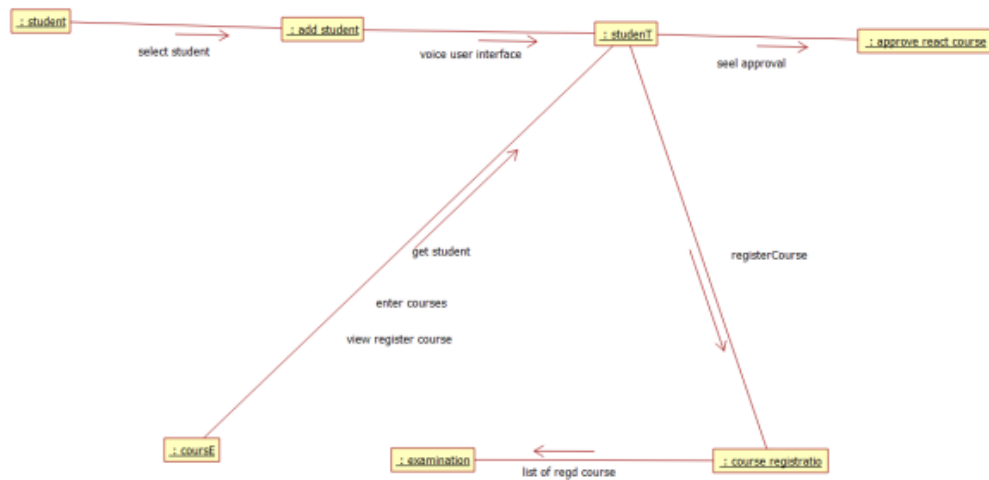 : student
: add student
: studenT
: approve react course
select student
voice user interface
seel approval
get student
registerCourse
enter courses
view register course
: coursE
: examination
: course registratio
list of regd course